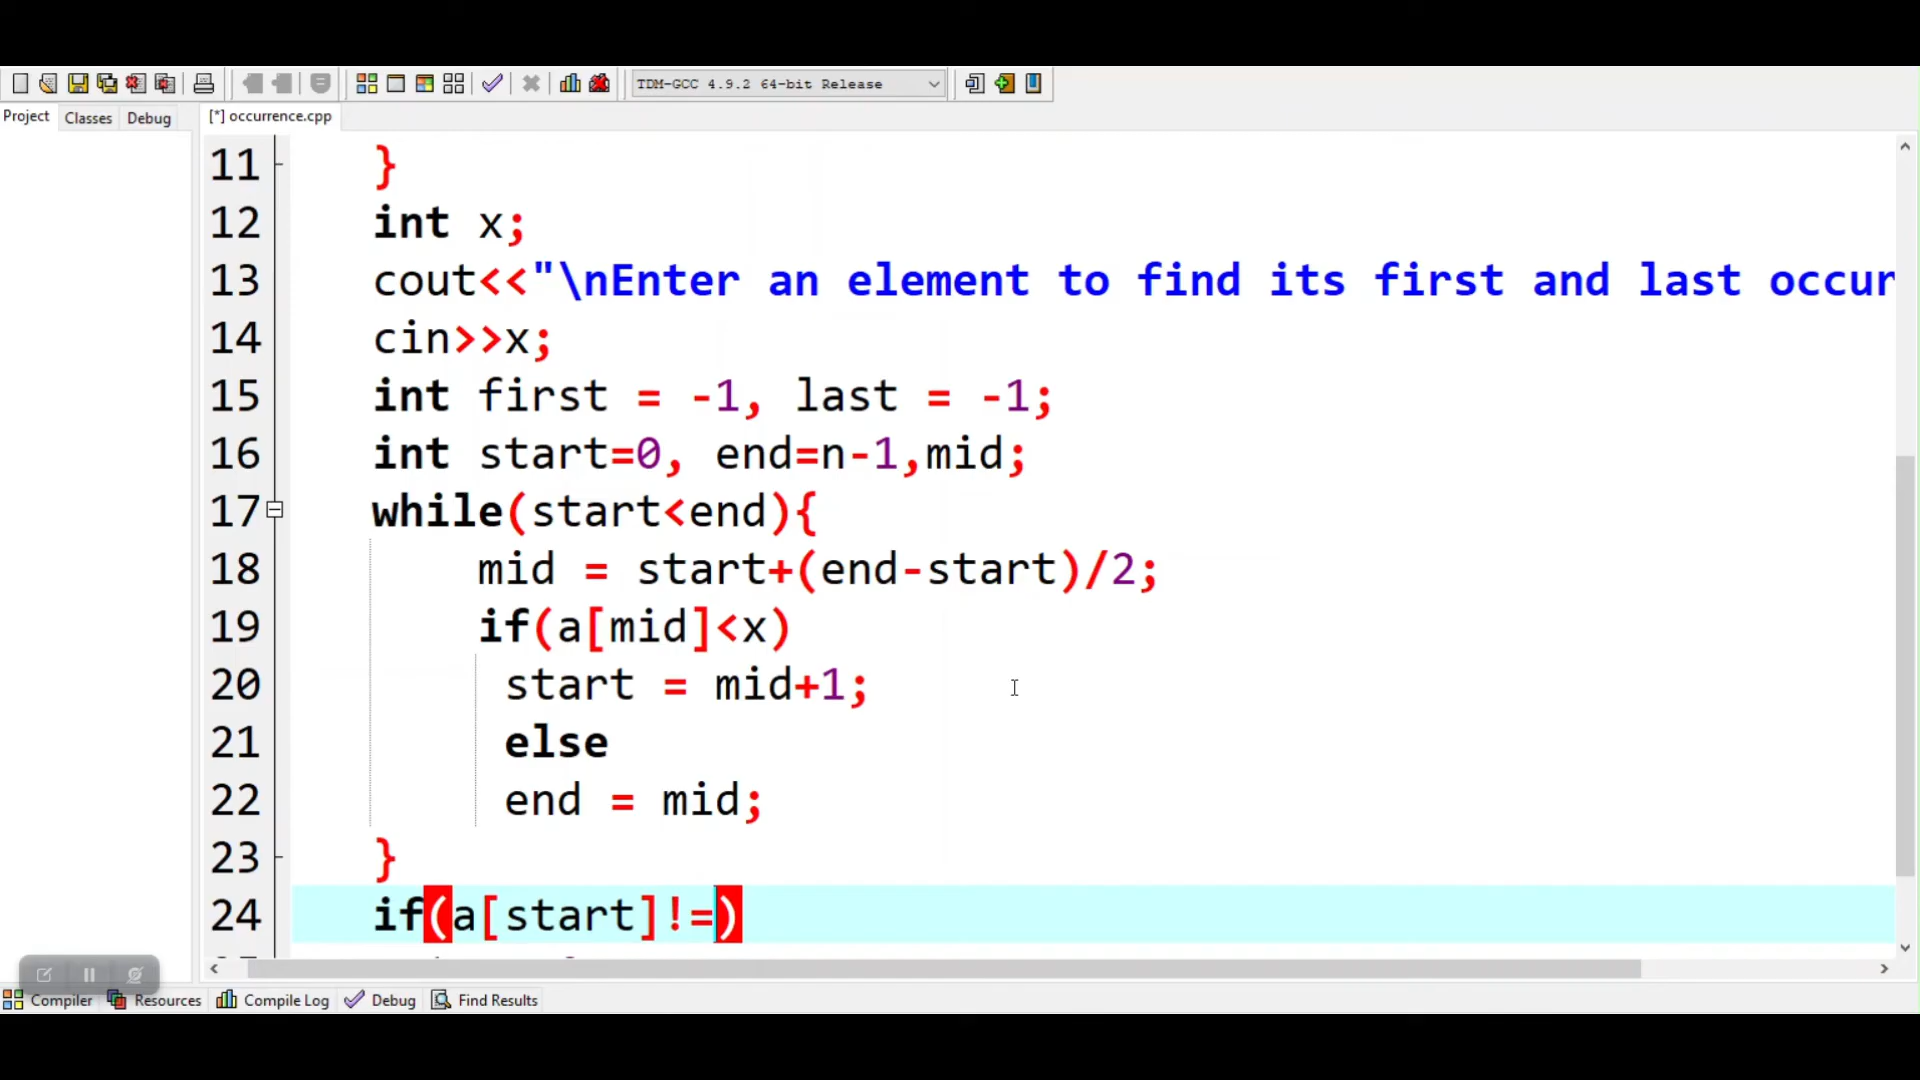 TDM-GCC 4.9.2 64-bit Release
Project Classes Debug
[*] occurrence.cpp
11 }
12 int x;
13 cout<<"\nEnter an element to find its first and last occur
14 cin>>x;
15 int first = -1, last = -1;
16 int start=0, end=n-1,mid;
17 while(start<end){
18 mid = start+(end-start)/2;
19 if(a[mid]<x)
20 start = mid+1;
21 else
22 end = mid;
23 }
24 if(a[start]!=)
Compiler Resources Compile Log Debug Find Results